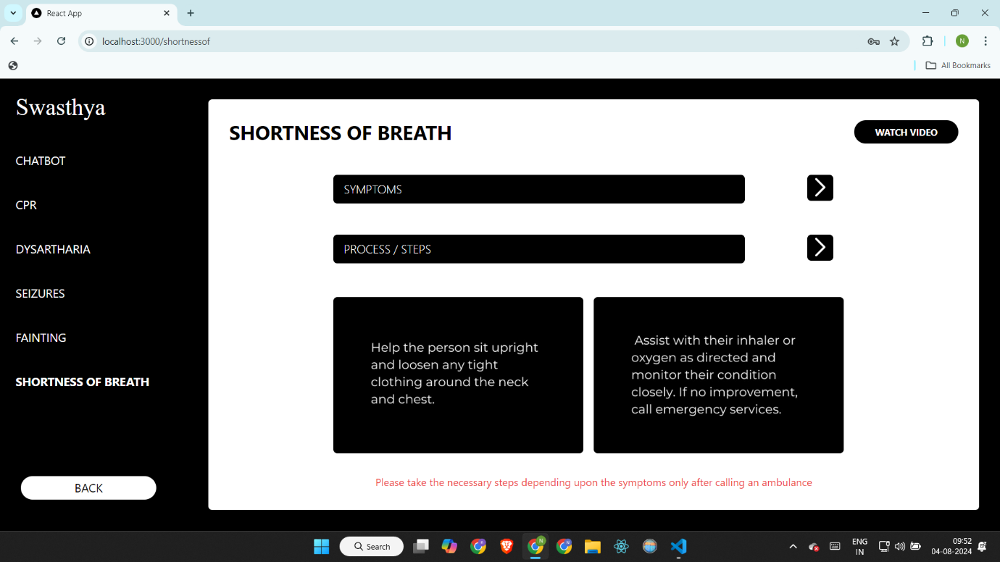 React App
localhost:3000/shortnessof
N
All Bookmarks
Swasthya
CHATBOT
CPR
DYSARTHARIA
SEIZURES
FAINTING
SHORTNESS OF BREATH
BACK
SHORTNESS OF BREATH
WATCH VIDEO
SYMPTOMS
PROCESS / STEPS
Help the person sit upright
and loosen any tight
clothing around the neck
and chest.
Assist with their inhaler or
oxygen as directed and
monitor their condition
closely. If no improvement,
call emergency services.
Please take the necessary steps depending upon the symptoms only after calling an ambulance
Search
ENG
IN
09:52
04-08-2024